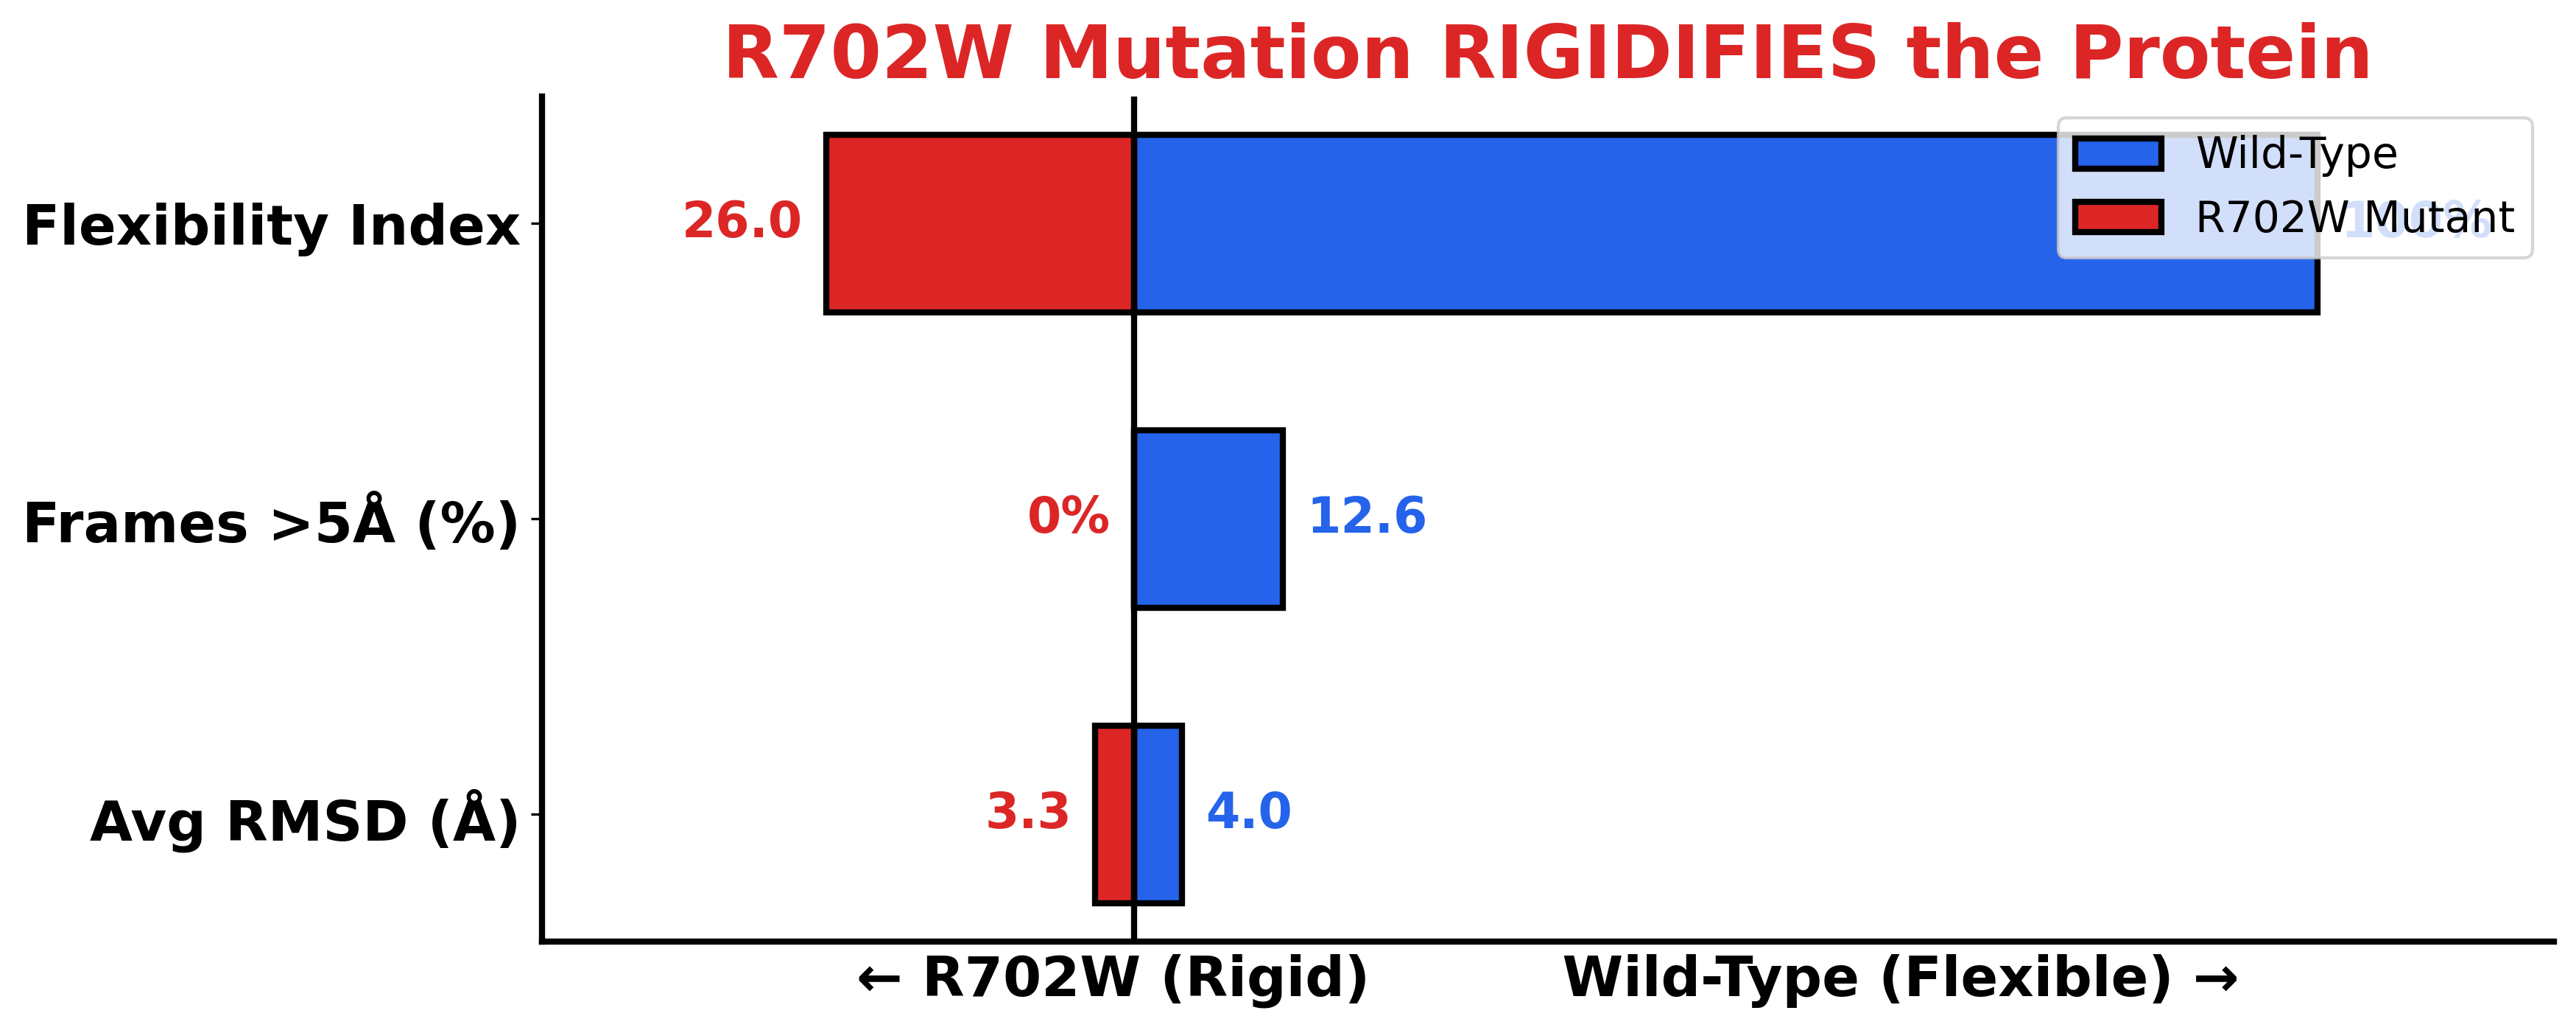 R702W Mutation RIGIDIFIES the Protein
Wild-Type
R702W Mutant
Flexibility Index
26.0
100%
Frames >5Å (%)
0%
12.6
Avg RMSD (Å)
3.3
4.0
← R702W (Rigid)
Wild-Type (Flexible) →